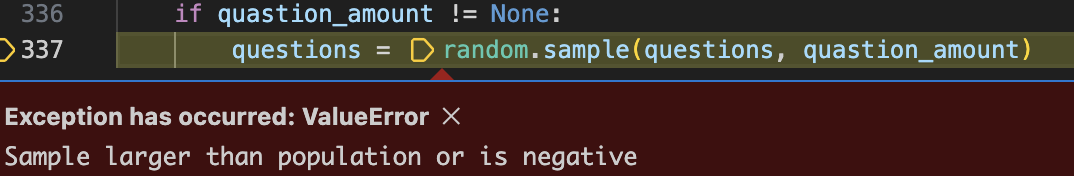 336 if quastion_amount != None:
337 questions = random.sample(questions, quastion_amount)
Exception has occurred: ValueError ×
Sample larger than population or is negative